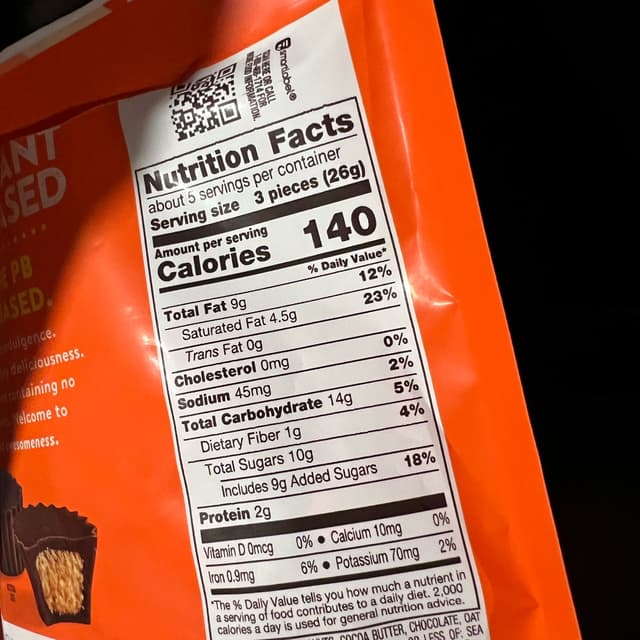 SCAN HERE OR CALL
FOR
INFORMATION.
smartlabel®
Nutrition Facts
about 5 servings per container
Serving size 3 pieces (26g)
Amount per serving
Calories 140
% Daily Value*
Total Fat 9g 12%
Saturated Fat 4.5g 23%
Trans Fat 0g
Cholesterol 0mg 0%
Sodium 45mg 2%
Total Carbohydrate 14g 5%
Dietary Fiber 1g 4%
Total Sugars 10g
Includes 9g Added Sugars 18%
Protein 2g
Vitamin D 0mcg 0% • Calcium 10mg 0%
Iron 0.9mg 6% • Potassium 70mg 2%
*The % Daily Value tells you how much a nutrient in
a serving of food contributes to a daily diet. 2,000
calories a day is used for general nutrition advice.
COCOA BUTTER, CHOCOLATE, OAT
LESS OF: SEA
ANT
SED
PB
ASED.
indulgence.
deliciousness.
containing no
Welcome to